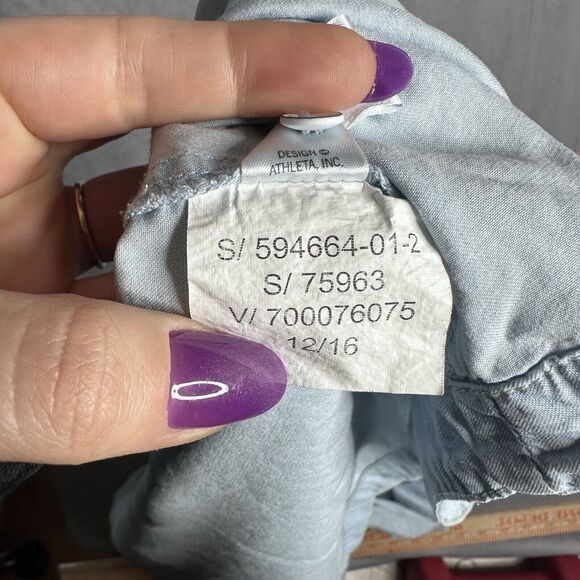 DESIGN ©
ATHLETA, INC.
S/ 594664-01-2
S/ 75963
V/ 700076075
12/16